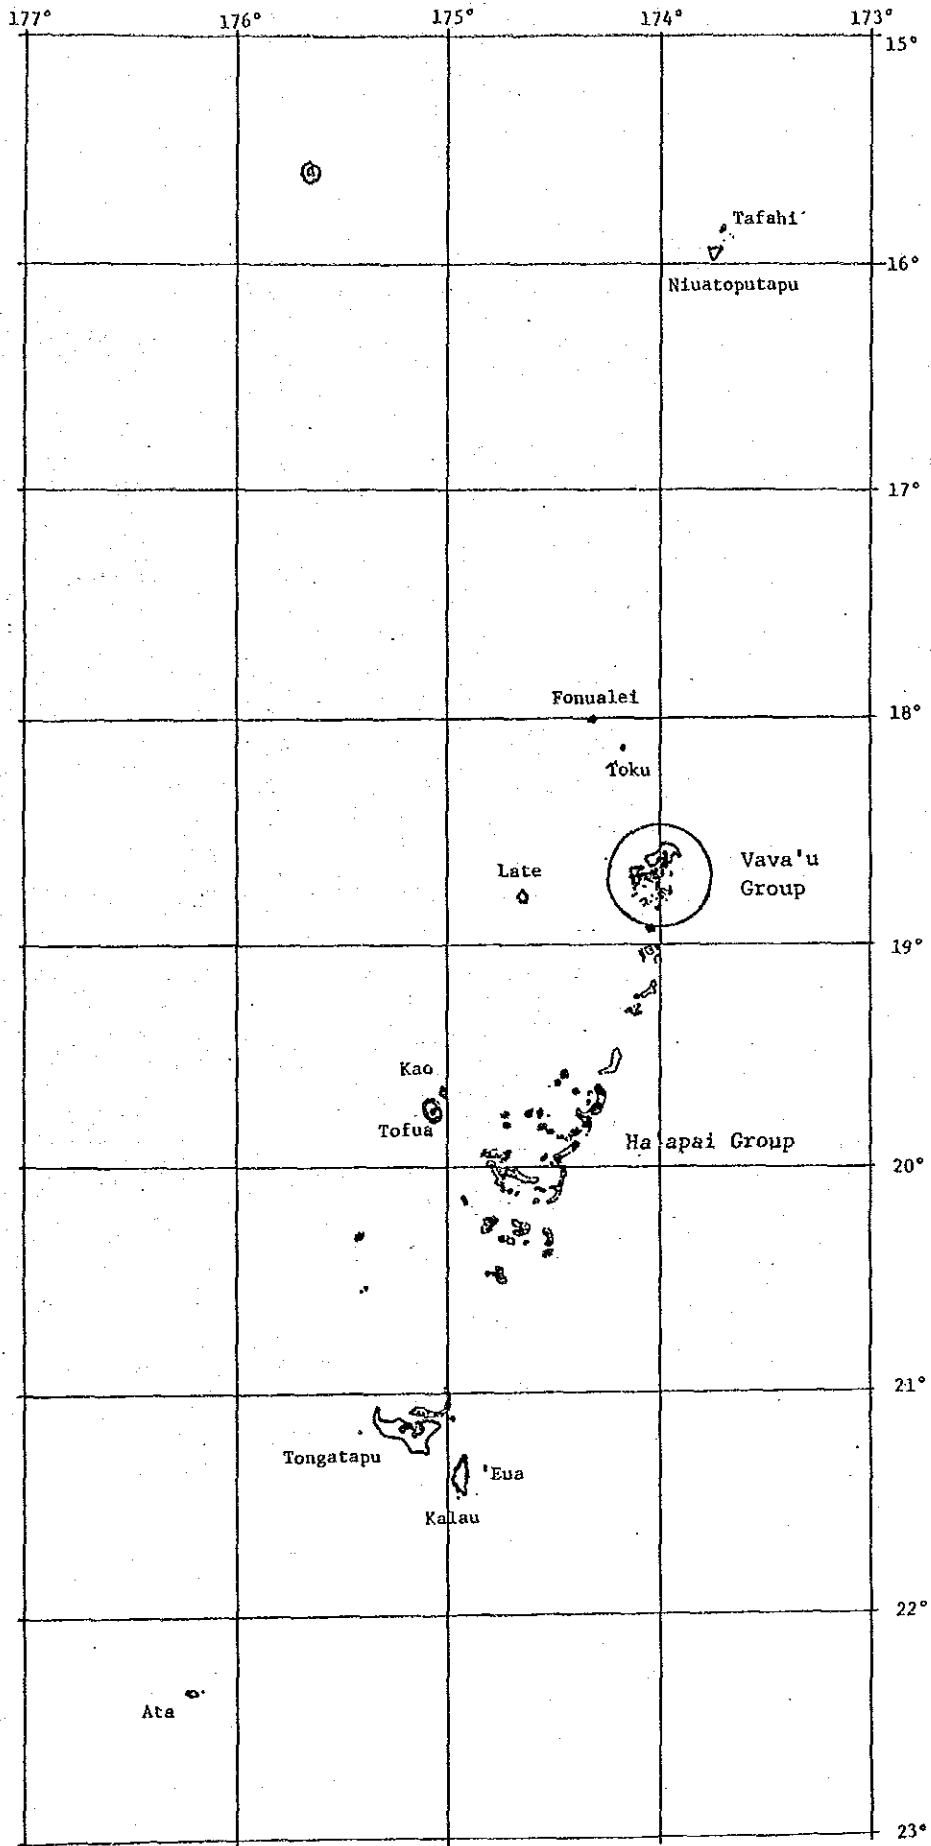 177° 176° 175° 174° 173°
15°
Tafahi
16°
Niuatoputapu
17°
Fonualei
18°
Toku
Vava'u
Group
Late
19°
Kao
Tofua
Ha'apai Group
20°
21°
Tongatapu
'Eua
Kalau
22°
Ata
23°